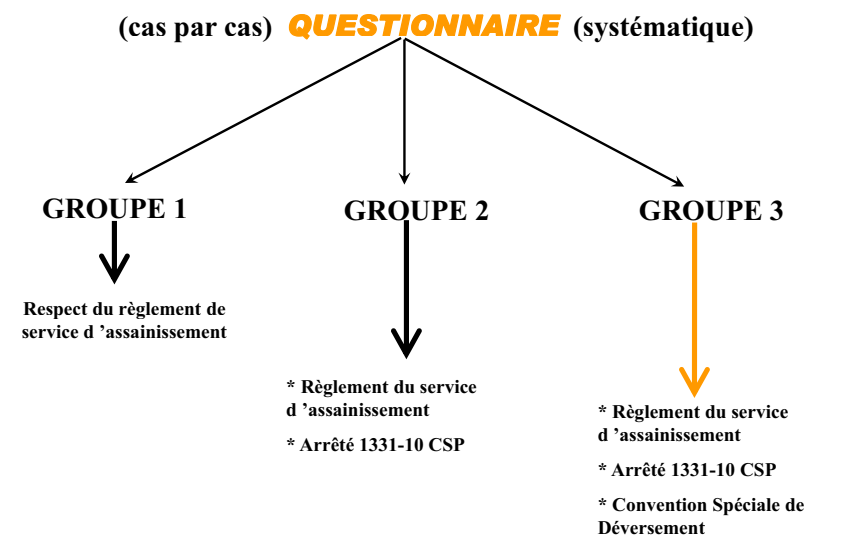 (cas par cas) QUESTIONNAIRE (systématique)
GROUPE 1
GROUPE 2
GROUPE 3
Respect du règlement de
service d ’assainissement
* Règlement du service
d ’assainissement
* Arrêté 1331-10 CSP
* Règlement du service
d ’assainissement
* Arrêté 1331-10 CSP
* Convention Spéciale de
Déversement